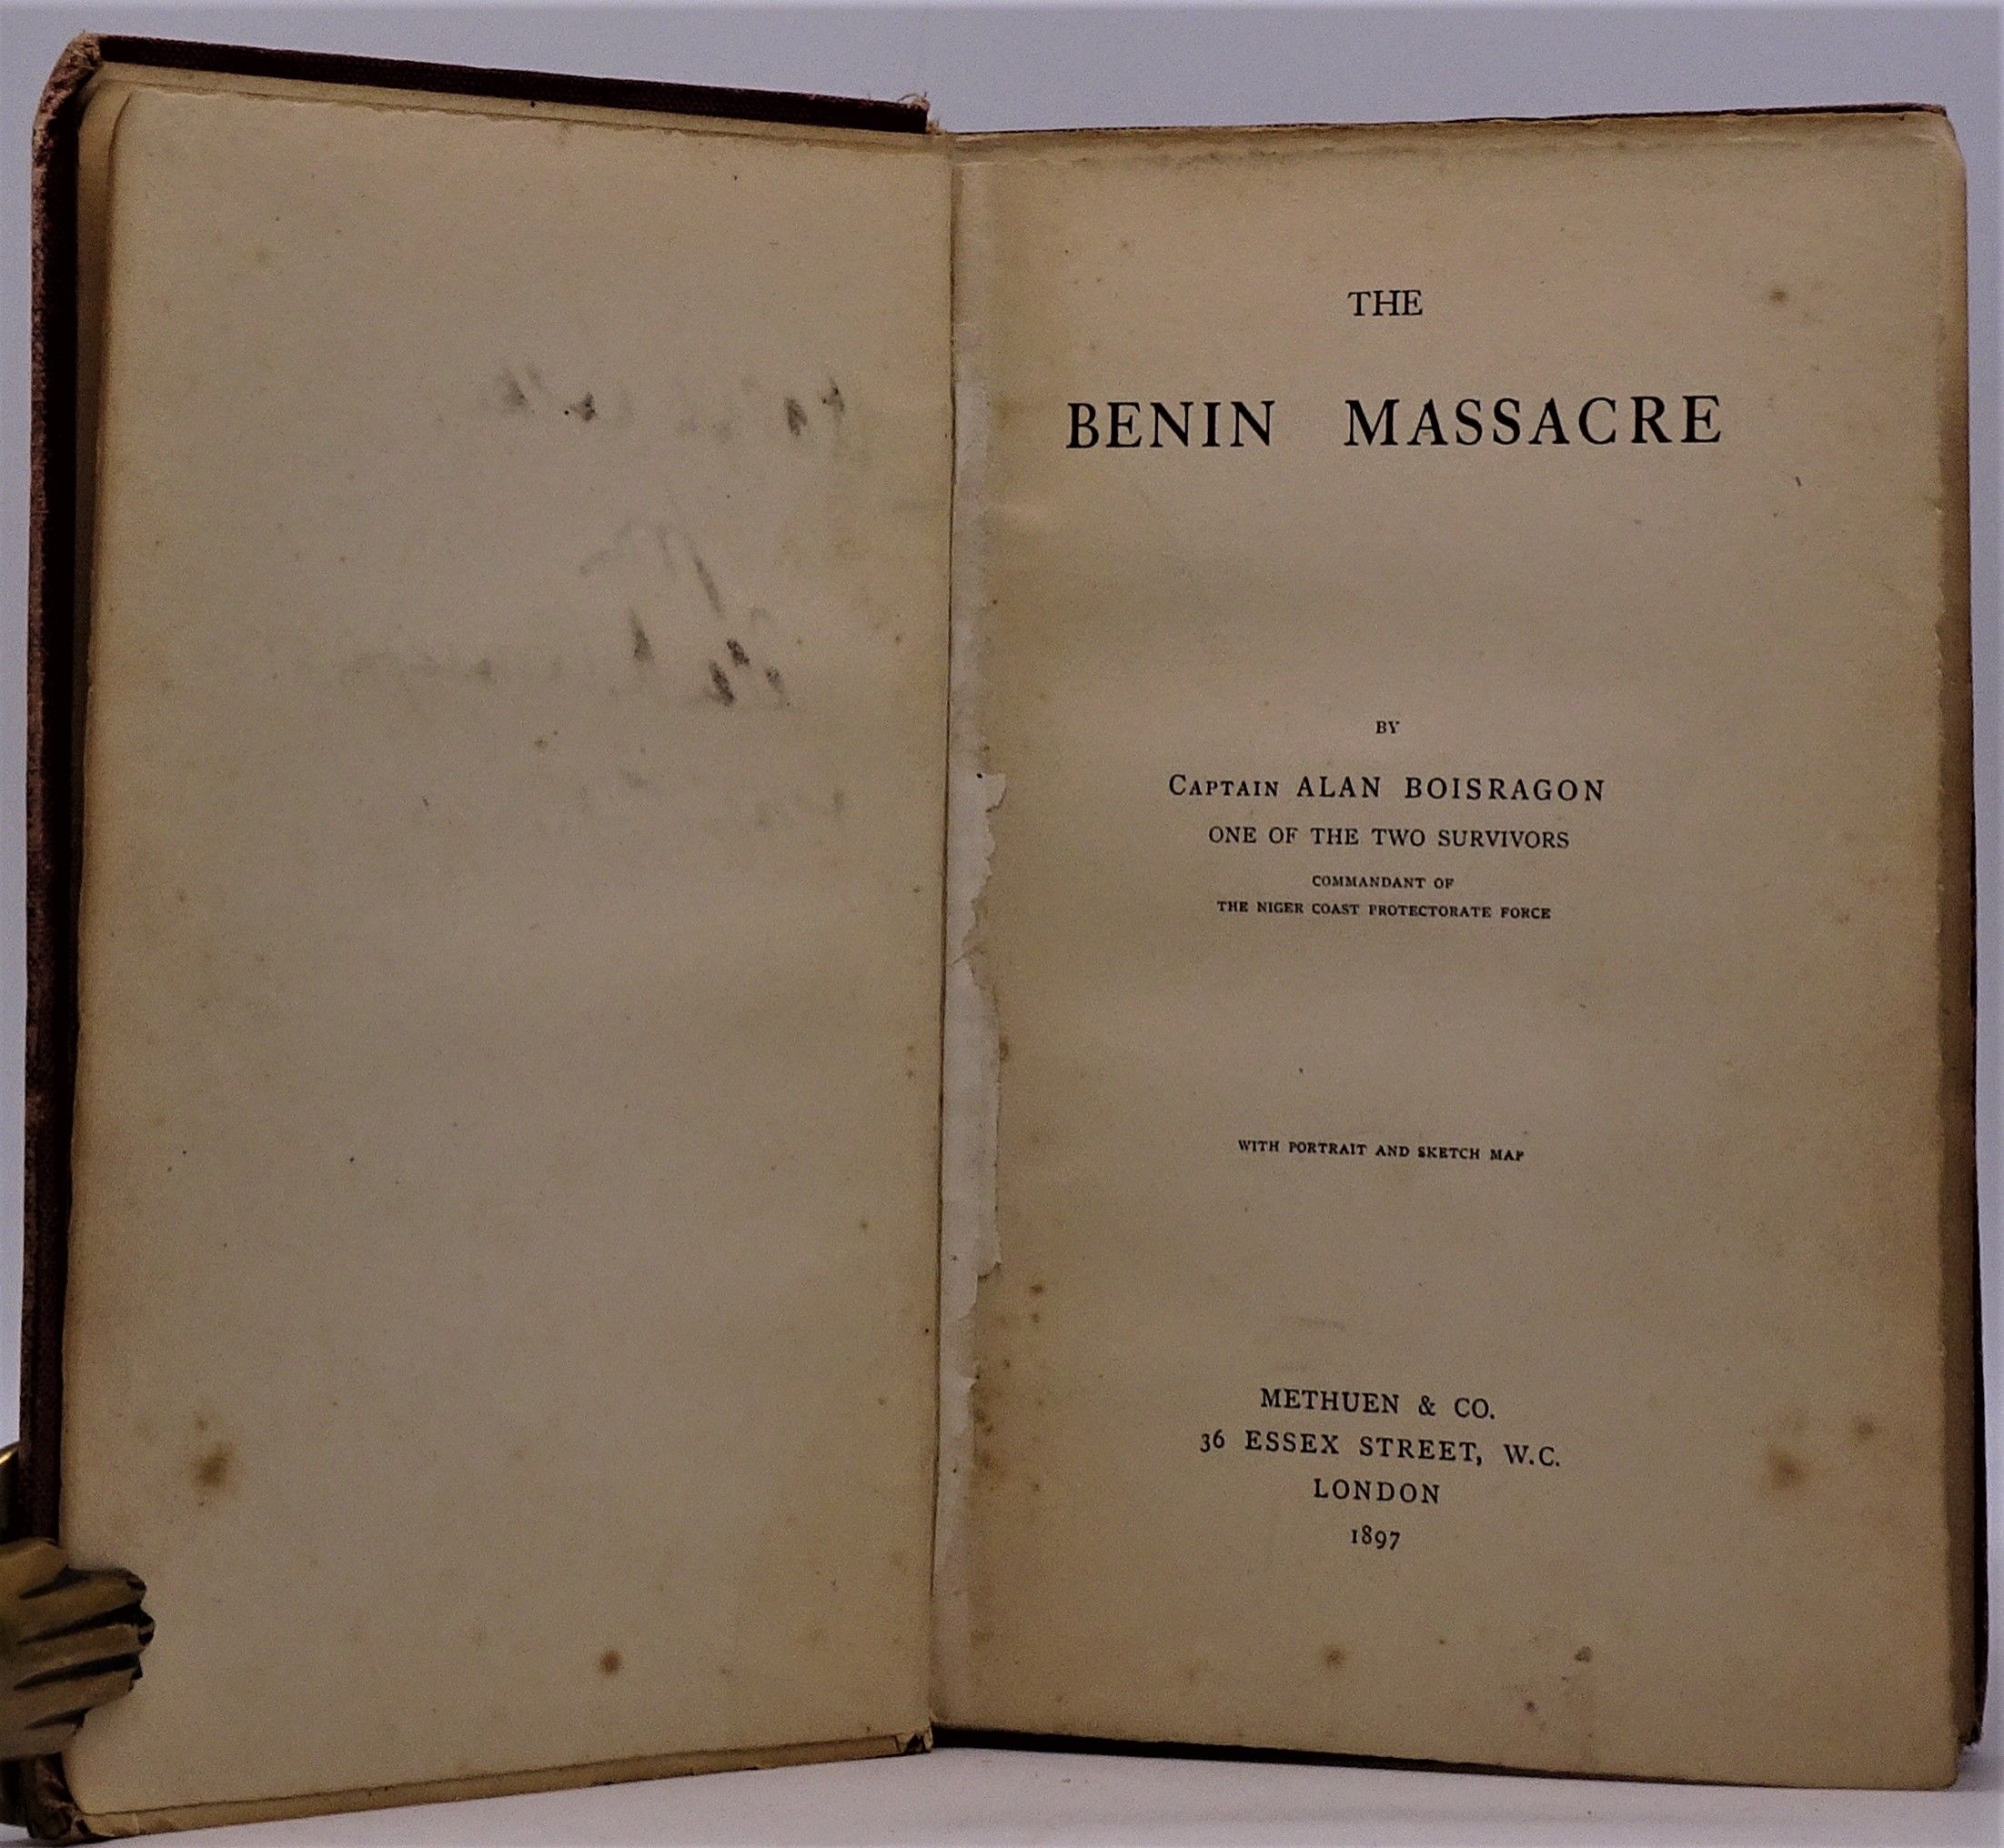 THE
BENIN MASSACRE
BY
CAPTAIN ALAN BOISRAGON
ONE OF THE TWO SURVIVORS
COMMANDANT OF
THE NIGER COAST PROTECTORATE FORCE
WITH PORTRAIT AND SKETCH MAP
METHUEN & CO.
36 ESSEX STREET, W.C.
LONDON
1897